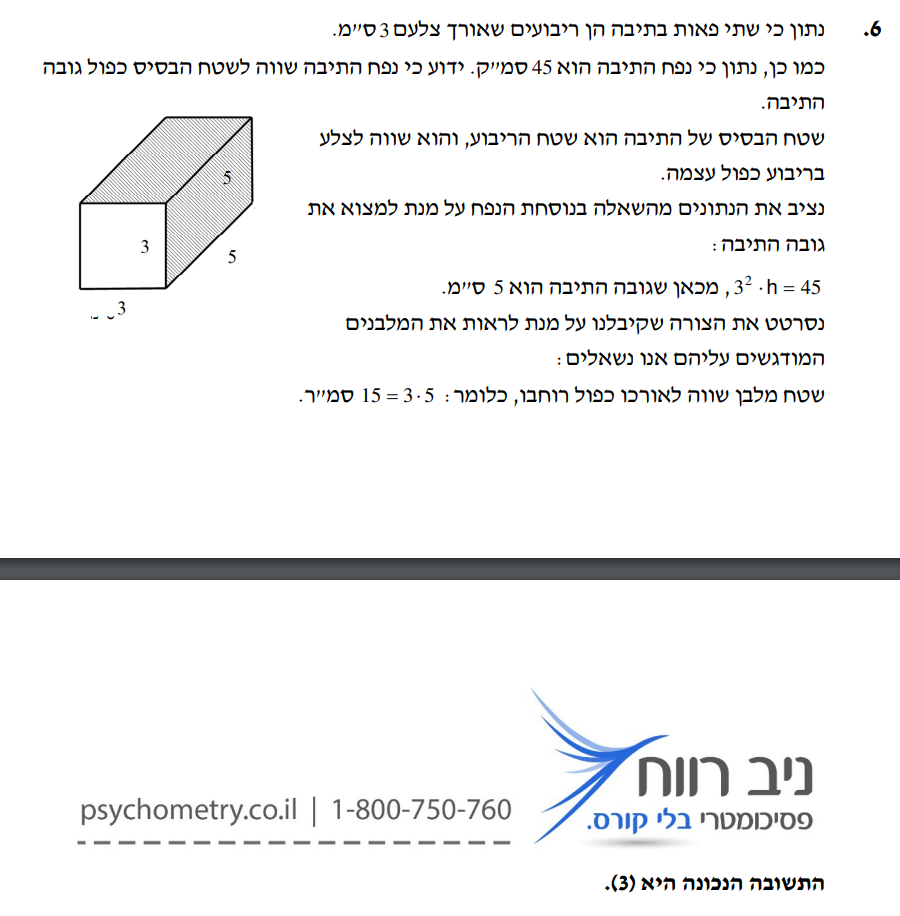 6. נתון כי שתי פאות בתיבה הן ריבועים שאורך צלעם 3 ס"מ.
כמו כן, נתון כי נפח התיבה הוא 45 סמ"ק. ידוע כי נפח התיבה שווה לשטח הבסיס כפול גובה
התיבה.
שטח הבסיס של התיבה הוא שטח הריבוע, והוא שווה לצלע
בריבוע כפול עצמה.
נציב את הנתונים מהשאלה בנוסחת הנפח על מנת למצוא את
גובה התיבה:
3² · h = 45, מכאן שגובה התיבה הוא 5 ס"מ.
נסרטט את הצורה שקיבלנו על מנת לראות את המלבנים
המודגשים עליהם אנו נשאלים:
שטח מלבן שווה לאורכו כפול רוחבו, כלומר: 15 = 3 · 5 סמ"ר.
5
3
5
3
ניב רווח
פסיכומטרי בלי קורס.
psychometry.co.il | 1-800-750-760
התשובה הנכונה היא (3).